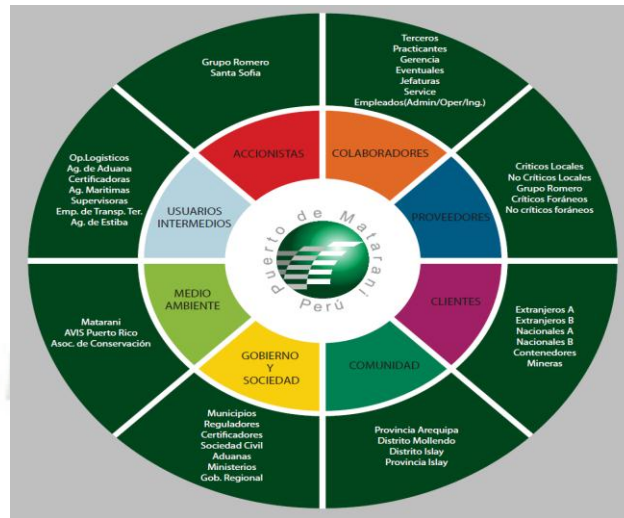 Grupo Romero
Santa Sofia
ACCIONISTAS
Terceros
Practicantes
Gerencia
Eventuales
Jefaturas
Service
Empleados(Admin/Oper/Ing.)
COLABORADORES
Criticos Locales
No Críticos Locales
Grupo Romero
Críticos Foráneos
No críticos foráneos
PROVEEDORES
Extranjeros A
Extranjeros B
Nacionales A
Nacionales B
Contenedores
Mineras
CLIENTES
Provincia Arequipa
Distrito Mollendo
Distrito Islay
Provincia Islay
COMUNIDAD
Municipios
Reguladores
Certificadores
Sociedad Civil
Aduanas
Ministerios
Gob. Regional
GOBIERNO
Y
SOCIEDAD
Matarani
AVIS Puerto Rico
Asoc. de Conservación
MEDIO
AMBIENTE
Op.Logísticos
Ag. de Aduana
Certificadoras
Ag. Maritimas
Supervisoras
Emp. de Transp. Ter.
Ag. de Estiba
USUARIOS
INTERMEDIOS
Puerto de Matarani
Perú